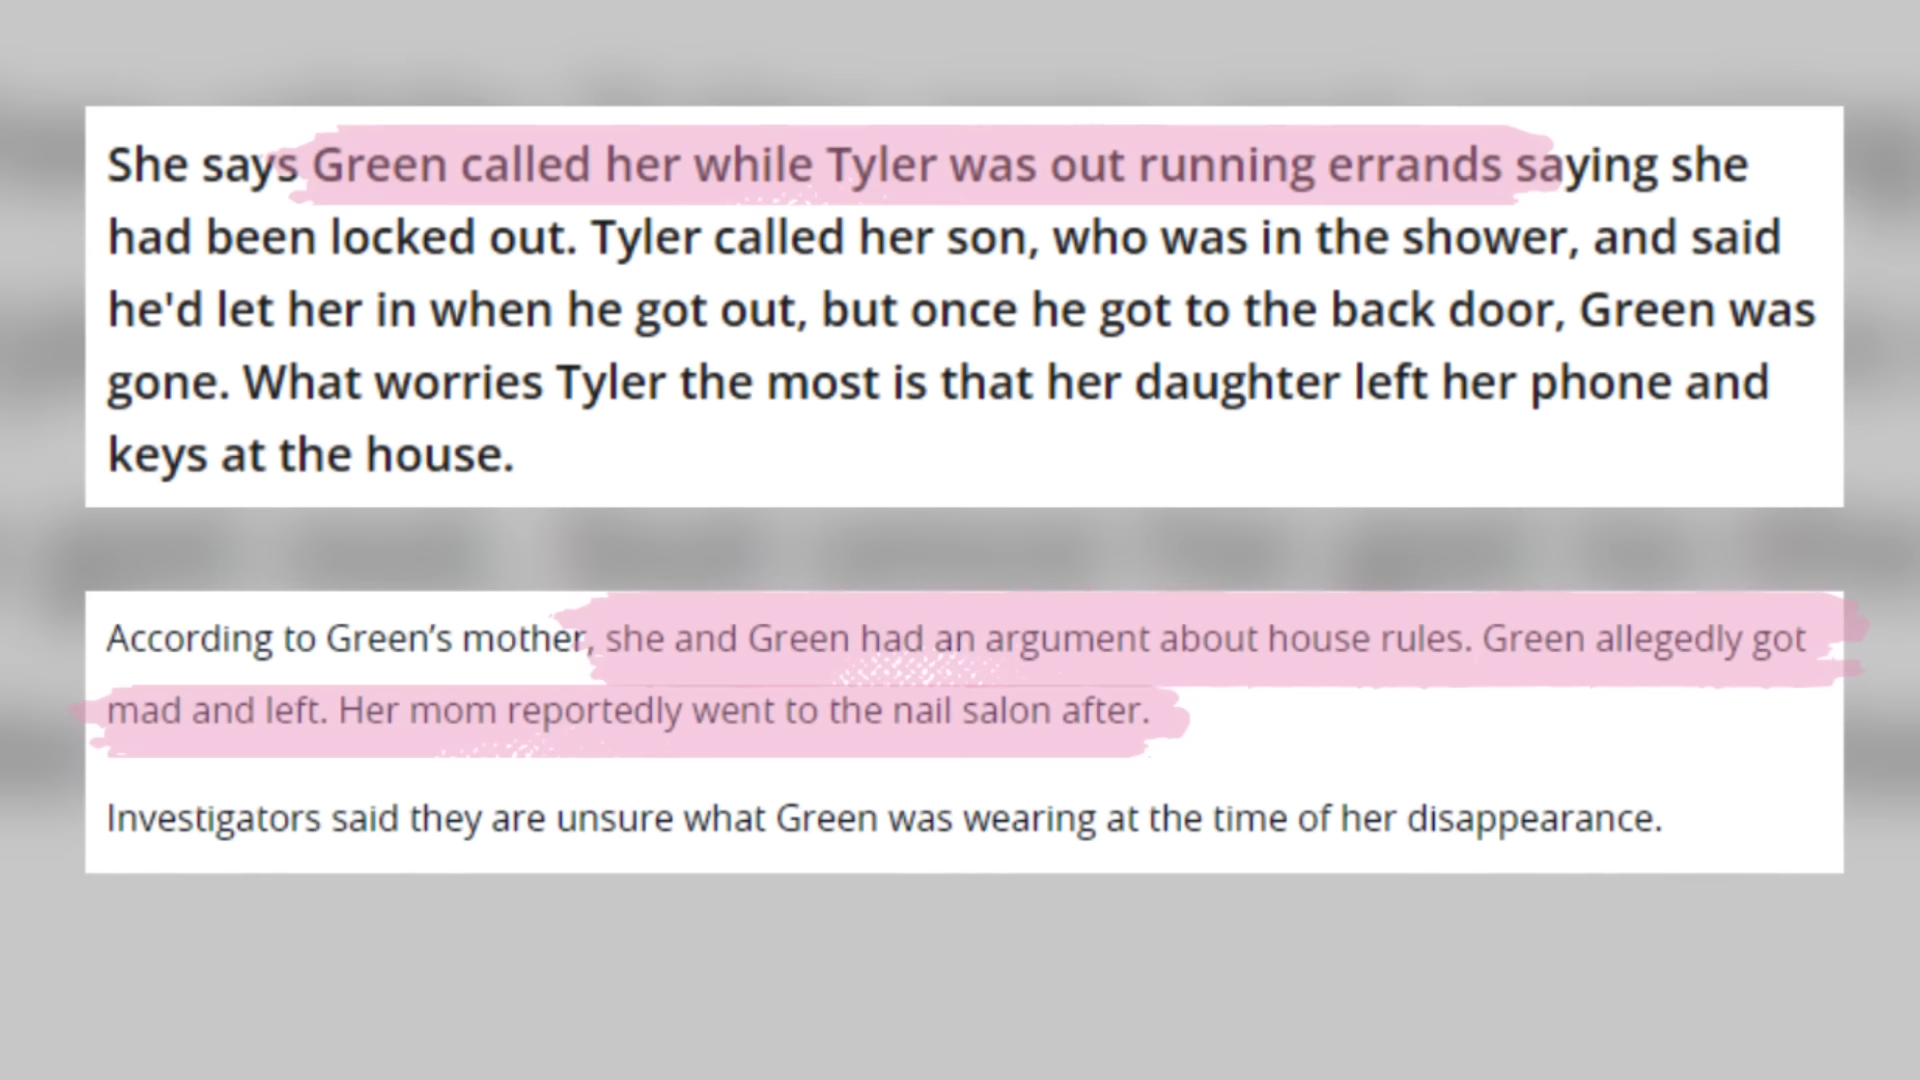 She says Green called her while Tyler was out running errands saying she
had been locked out. Tyler called her son, who was in the shower, and said
he'd let her in when he got out, but once he got to the back door, Green was
gone. What worries Tyler the most is that her daughter left her phone and
keys at the house.
According to Green’s mother, she and Green had an argument about house rules. Green allegedly got
mad and left. Her mom reportedly went to the nail salon after.
Investigators said they are unsure what Green was wearing at the time of her disappearance.